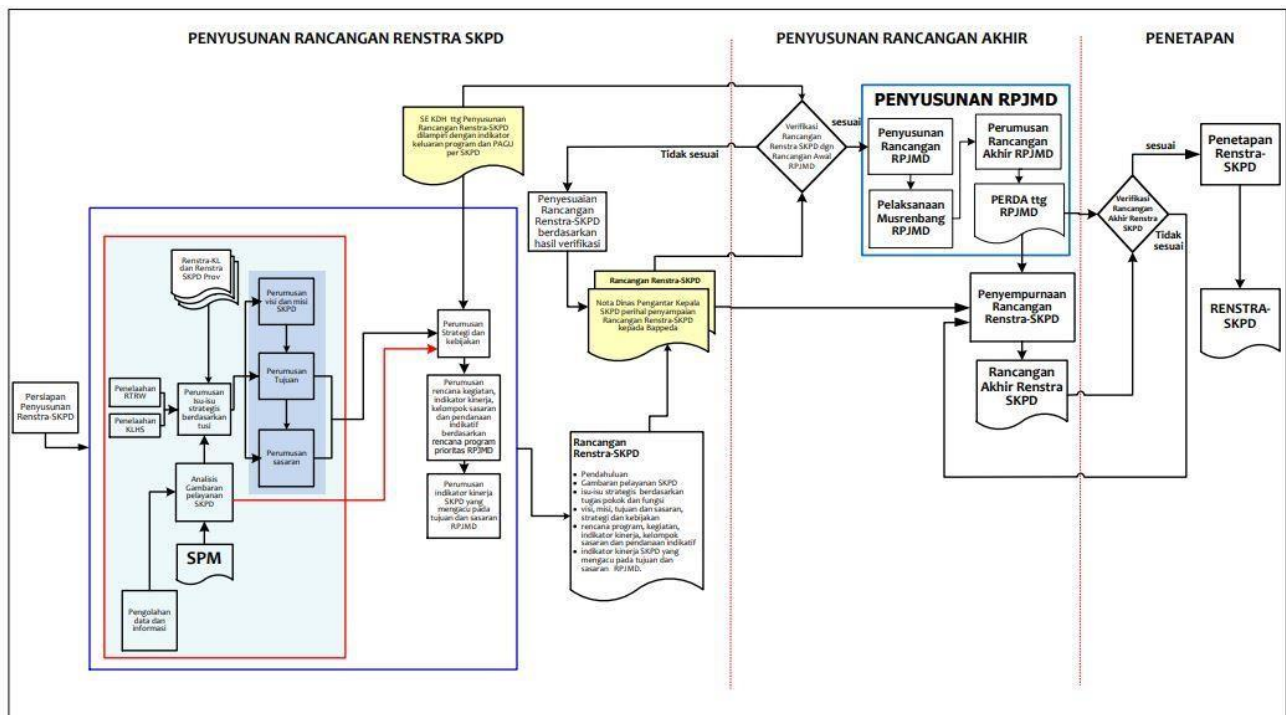 PENYUSUNAN RANCANGAN RENSTRA SKPD
PENYUSUNAN RANCANGAN AKHIR
PENETAPAN
SE KDH ttg Penyusunan
Rancangan Renstra-SKPD
dilampiri dengan indikator
keluaran program dan PAGU
per SKPD
Persiapan
Penyusunan
Renstra-SKPD
Renstra-KL
dan Renstra
SKPD Prov
Penelaahan
RTRW
Penelaahan
KLHS
Perumusan
Isu-isu
strategis
berdasarkan
tusi
Analisis
Gambaran
pelayanan
SKPD
SPM
Pengolahan
data dan
informasi
Perumusan
visi dan misi
SKPD
Perumusan
Tujuan
Perumusan
sasaran
Perumusan
Strategi dan
kebijakan
Perumusan
rencana kegiatan,
indikator kinerja,
kelompok sasaran
dan pendanaan
indikatif
berdasarkan
rencana program
prioritas RPJMD
Perumusan
indikator kinerja
SKPD yang
mengacu pada
tujuan dan sasaran
RPJMD
Tidak sesuai
Penyesuaian
Rancangan
Renstra-SKPD
berdasarkan
hasil verifikasi
Rancangan Renstra-SKPD
Nota Dinas Pengantar Kepala
SKPD perihal penyampaian
Rancangan Renstra-SKPD
kepada Bappeda
Rancangan
Renstra-SKPD
• Pendahuluan
• Gambaran pelayanan SKPD
• isu-isu strategis berdasarkan
tugas pokok dan fungsi
• visi, misi, tujuan dan sasaran,
strategi dan kebijakan
• rencana program, kegiatan,
indikator kinerja, kelompok
sasaran dan pendanaan indikatif
• indikator kinerja SKPD yang
mengacu pada tujuan dan
sasaran RPJMD.
Verifikasi
Rancangan
Renstra SKPD dgn
Rancangan Awal
RPJMD
sesuai
PENYUSUNAN RPJMD
Penyusunan
Rancangan
RPJMD
Pelaksanaan
Musrenbang
RPJMD
Perumusan
Rancangan
Akhir RPJMD
PERDA ttg
RPJMD
Penyempurnaan
Rancangan
Renstra-SKPD
Rancangan
Akhir Renstra
SKPD
Verifikasi
Rancangan
Akhir Renstra
SKPD
sesuai
Tidak
sesuai
Penetapan
Renstra-
SKPD
RENSTRA-
SKPD